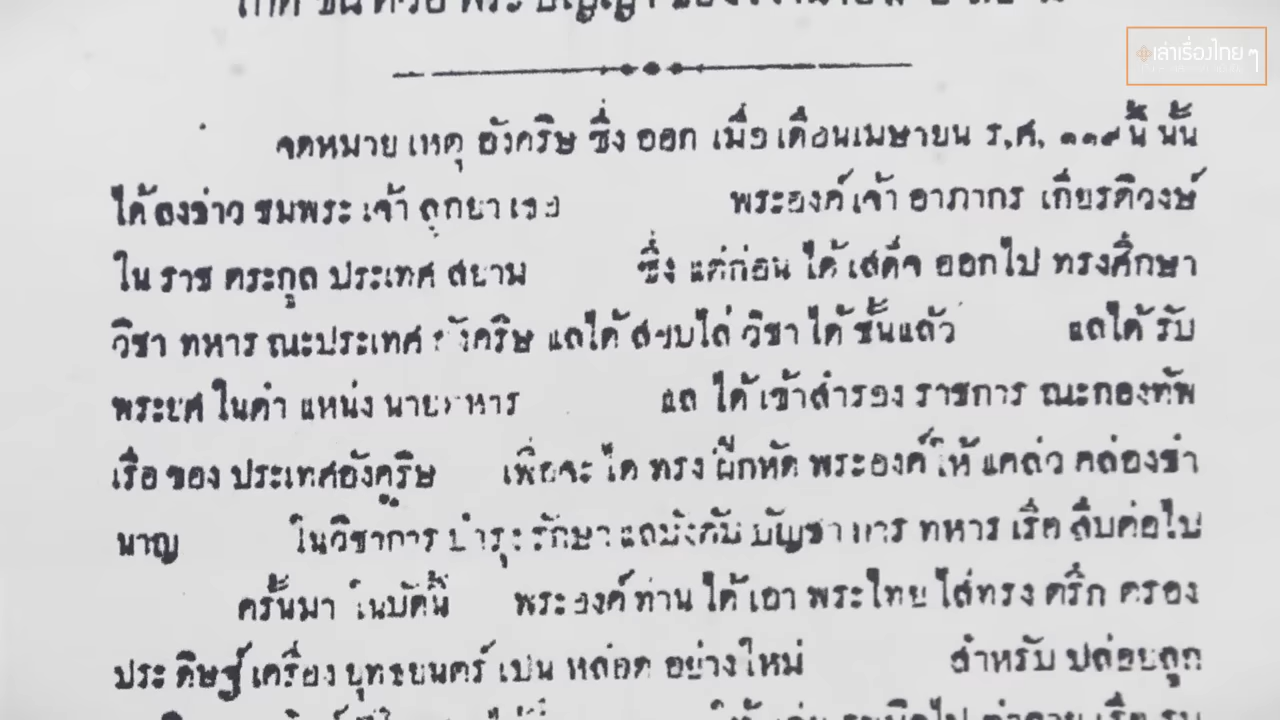 เล่าเรื่องไทย ๆ
จดหมาย เหตุ อังคริษ ซึ่ง ออก เมื่อ เดือนเมษายน ร,ศ, ๑๑๙ นี้ นั้น
ได้ ลงข่าว ชมพระ เจ้า ลูกยา เธอ พระองค์ เจ้า อาภากร เกียรติวงษ์
ใน ราช ตระกูล ประเทศ สยาม ซึ่ง แต่ก่อน ได้ เสด็จ ออกไป ทรงศึกษา
วิชา ทหาร ณะประเทศ อังคริษ แลได้ สอบไล่ วิชา ได้ ชั้นแล้ว แลได้ รับ
พระยศ ในตำ แหน่ง นายทหาร แล ได้ เข้าสำรอง ราชการ ณะกองทัพ
เรือ ของ ประเทศอังคริษ เพื่อจะ ได้ ทรง ฝึกหัด พระองค์ ให้ แคล่ว คล่องชำ
นาญ ในวิชาการ บำรุง รักษา แลบังคับ บัญชา การ ทหาร เรือ สืบต่อไป
ครั้นมา ในบัดนี้ พระองค์ ท่าน ได้ เอา พระไทย ใส่ทรง ตริก ตรอง
ประ ดิษฐ์ เครื่อง ยุทธยนตร์ เปน หลอด อย่างใหม่ สำหรับ ปล่อยลูก